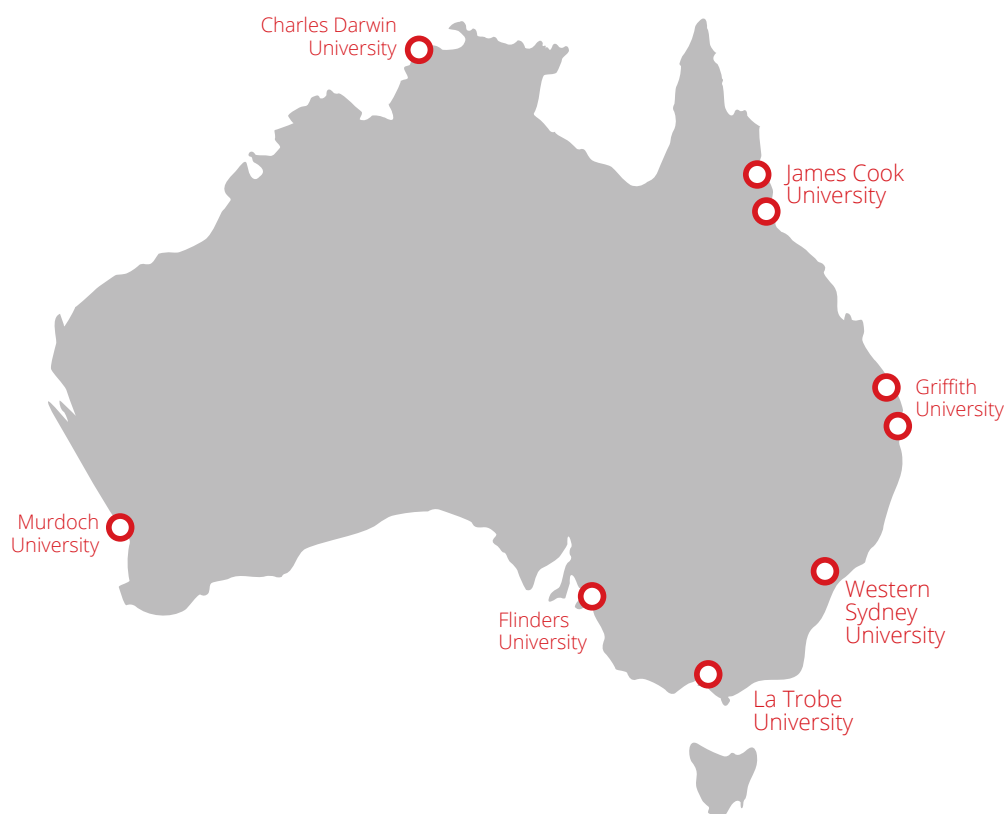 Charles Darwin
University
James Cook
University
Griffith
University
Murdoch
University
Western
Sydney
University
Flinders
University
La Trobe
University